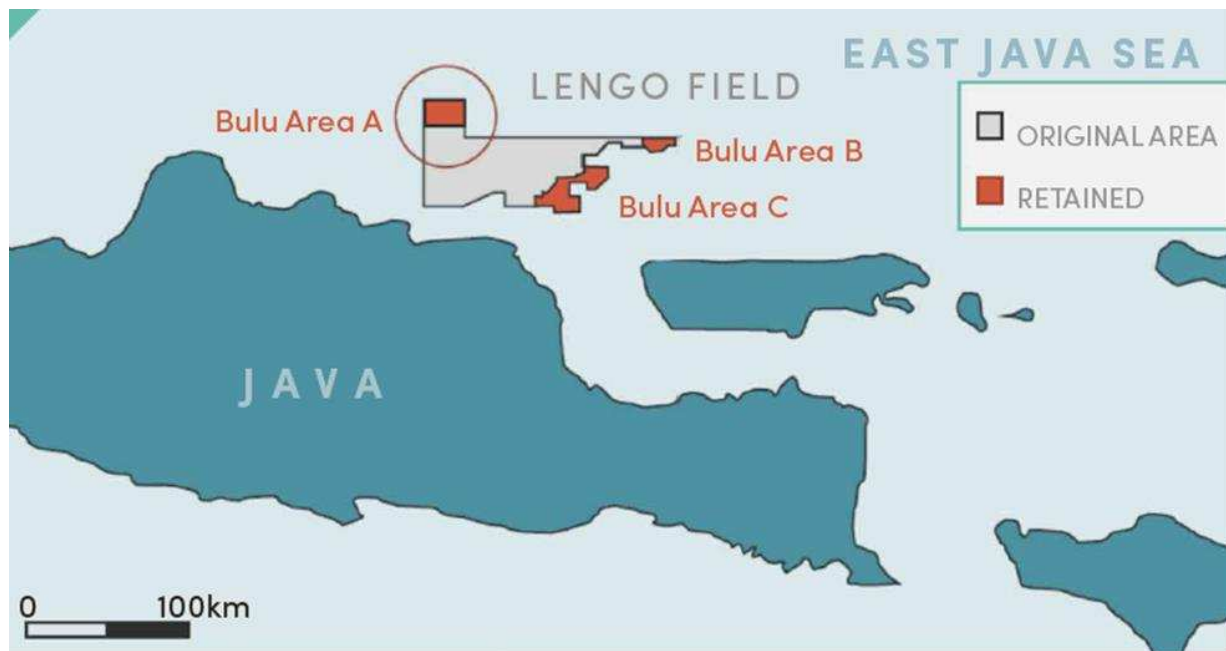 EAST JAVA SEA
LENGO FIELD
Bulu Area A
ORIGINAL AREA
Bulu Area B
RETAINED
Bulu Area C
JAVA
0 100km